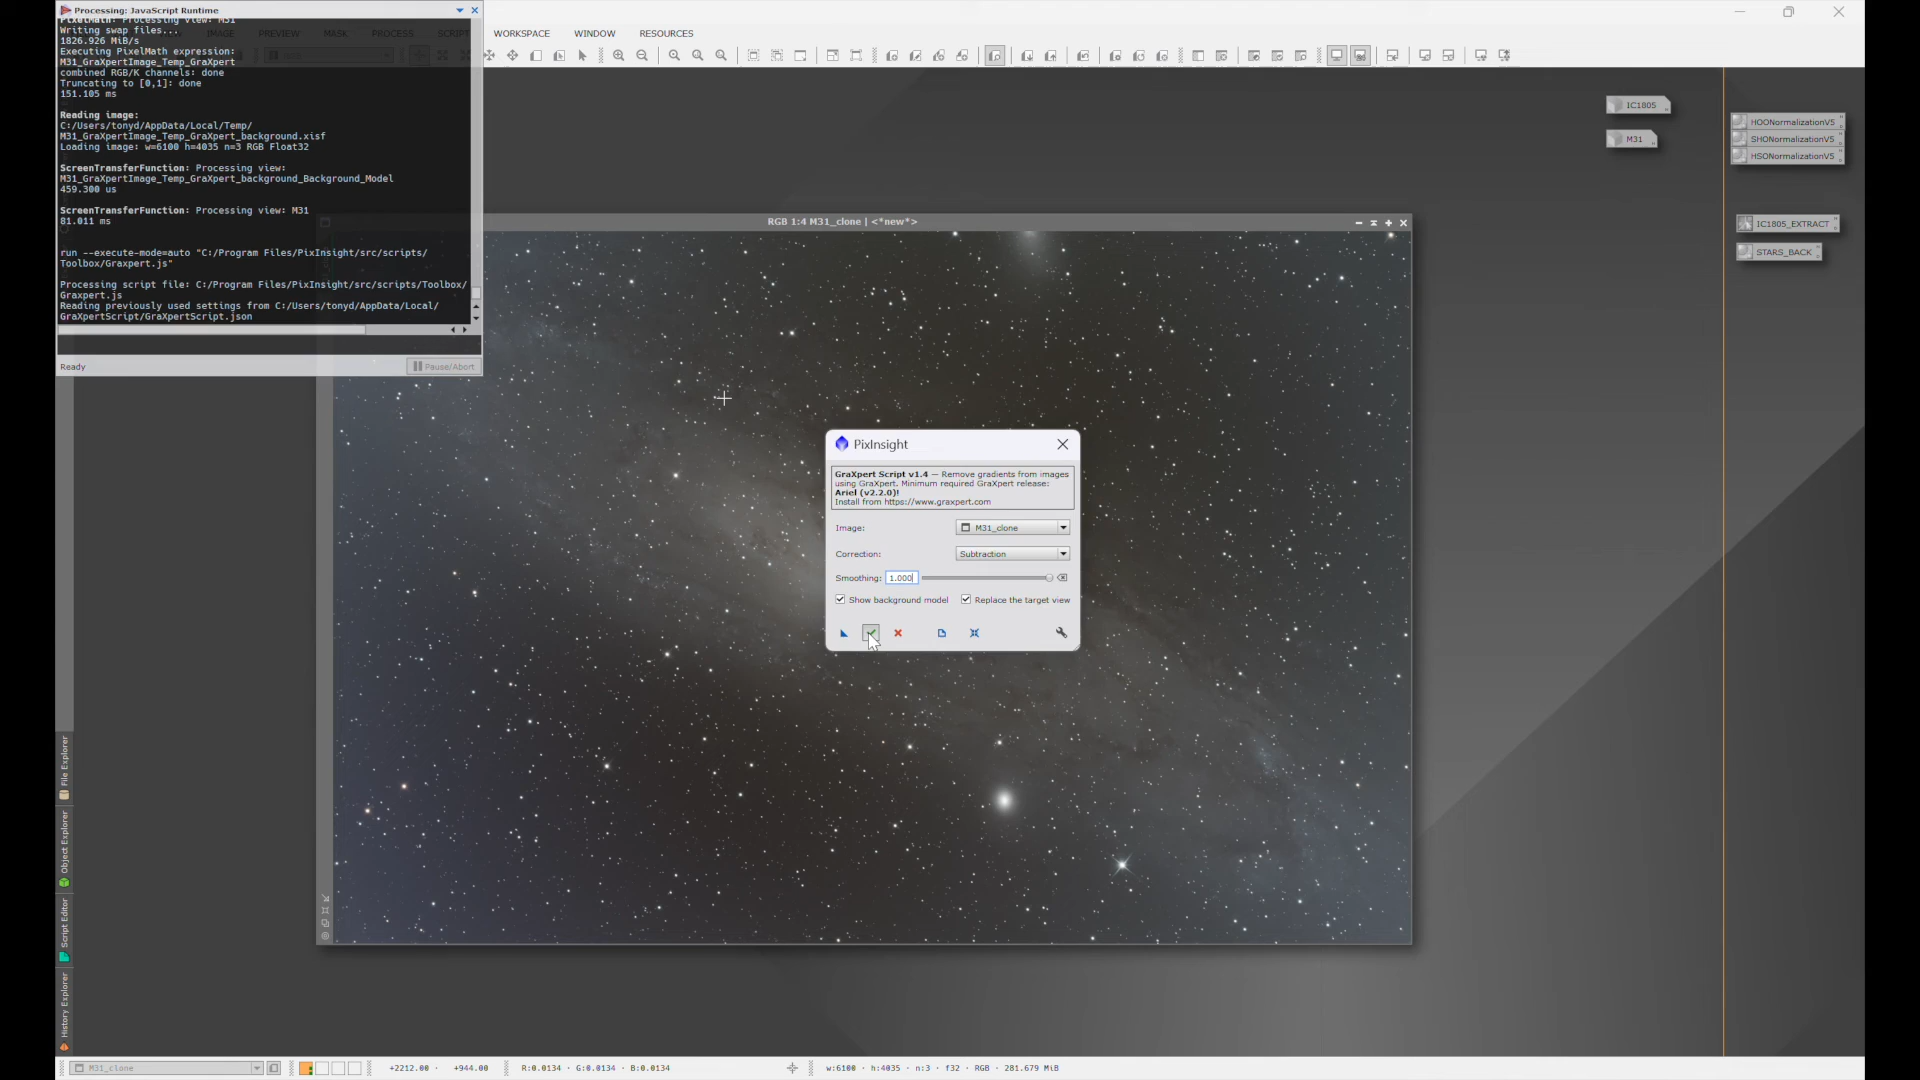 Processing: JavaScript Runtime
PixelMath: Processing view: M31
Writing swap files...
1826.926 MiB/s
Executing PixelMath expression:
M31_GraXpertImage_Temp_GraXpert
combined RGB/K channels: done
Truncating to [0,1]: done
151.105 ms
Reading image:
C:/Users/tonyd/AppData/Local/Temp/
M31_GraXpertImage_Temp_GraXpert_background.xisf
Loading image: w=6100 h=4035 n=3 RGB Float32
ScreenTransferFunction: Processing view:
M31_GraXpertImage_Temp_GraXpert_background_Background_Model
459.300 us
ScreenTransferFunction: Processing view: M31
81.011 ms
run --execute-mode=auto "C:/Program Files/PixInsight/src/scripts/
Toolbox/Graxpert.js"
Processing script file: C:/Program Files/PixInsight/src/scripts/Toolbox/
Graxpert.js
Reading previously used settings from C:/Users/tonyd/AppData/Local/
GraXpertScript/GraXpertScript.json
Ready
Pause/Abort
IMAGE PREVIEW MASK PROCESS SCRIPT WORKSPACE WINDOW RESOURCES
IC1805
M31
HOONormalizationV5
SHONormalizationV5
HSONormalizationV5
IC1805_EXTRACT
STARS_BACK
RGB 1:4 M31_clone | <*new*>
PixInsight
GraXpert Script v1.4 — Remove gradients from images
using GraXpert. Minimum required GraXpert release:
Ariel (v2.2.0)!
Install from https://www.graxpert.com
Image: M31_clone
Correction: Subtraction
Smoothing: 1.000
Show background model Replace the target view
File Explorer
Object Explorer
Script Editor
History Explorer
M31_clone
+2212.00 · +944.00
R:0.0134 · G:0.0134 · B:0.0134
w:6100 · h:4035 · n:3 · f32 · RGB · 281.679 MiB